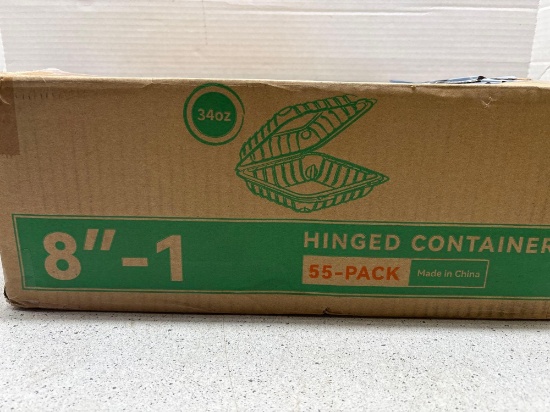 34oz
8"-1
HINGED CONTAINER
55-PACK
Made in China